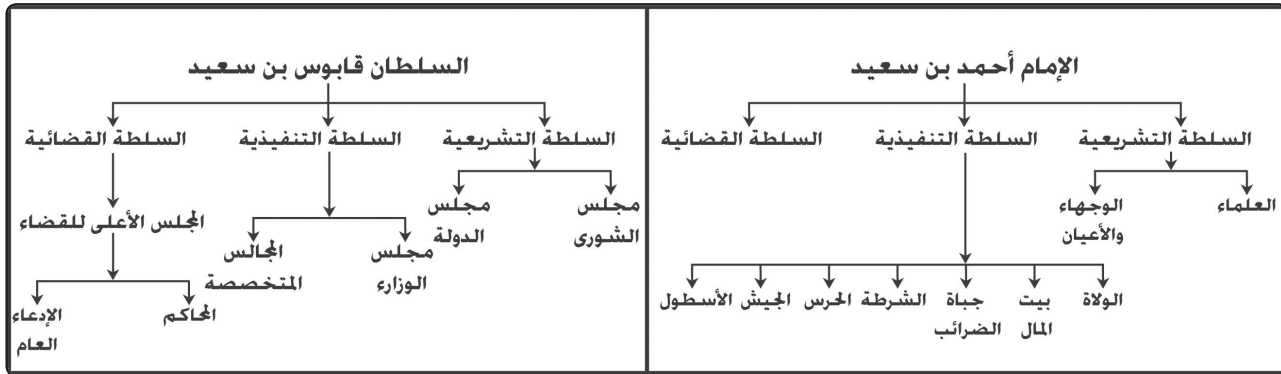 الإمام أحمد بن سعيد
السلطة التشريعية
السلطة التنفيذية
السلطة القضائية
العلماء
الوجهاء
والأعيان
الولاة
بيت
المال
جباة
الضرائب
الشرطة
الحرس
الجيش
الأسطول
السلطان قابوس بن سعيد
السلطة التشريعية
السلطة التنفيذية
السلطة القضائية
مجلس
الشورى
مجلس
الدولة
مجلس
الوزارء
المجالس
المتخصصة
المجلس الأعلى للقضاء
المحاكم
الإدعاء
العام